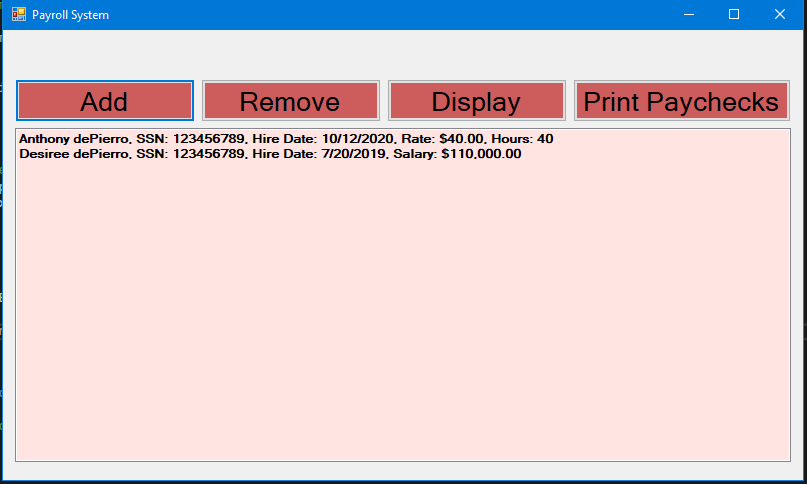 Payroll System
Add Remove Display Print Paychecks
Anthony dePierro, SSN: 123456789, Hire Date: 10/12/2020, Rate: $40.00, Hours: 40
Desiree dePierro, SSN: 123456789, Hire Date: 7/20/2019, Salary: $110,000.00